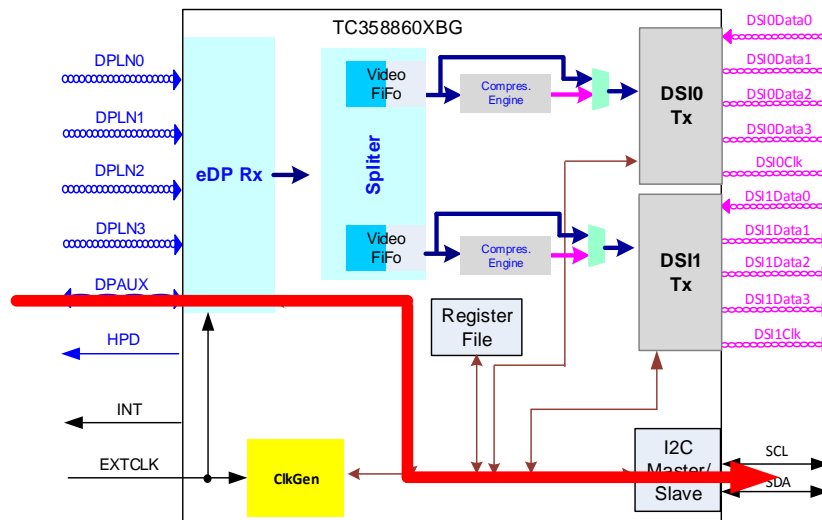 TC358860XBG
DPLN0
DPLN1
DPLN2
DPLN3
DPAUX
HPD
INT
EXTCLK
eDP Rx
Spliter
Video
FiFo
Compres.
Engine
Video
FiFo
Compres.
Engine
DSI0
Tx
DSI1
Tx
Register
File
ClkGen
I2C
Master/
Slave
DSI0Data0
DSI0Data1
DSI0Data2
DSI0Data3
DSI0Clk
DSI1Data0
DSI1Data1
DSI1Data2
DSI1Data3
DSI1Clk
SCL
SDA